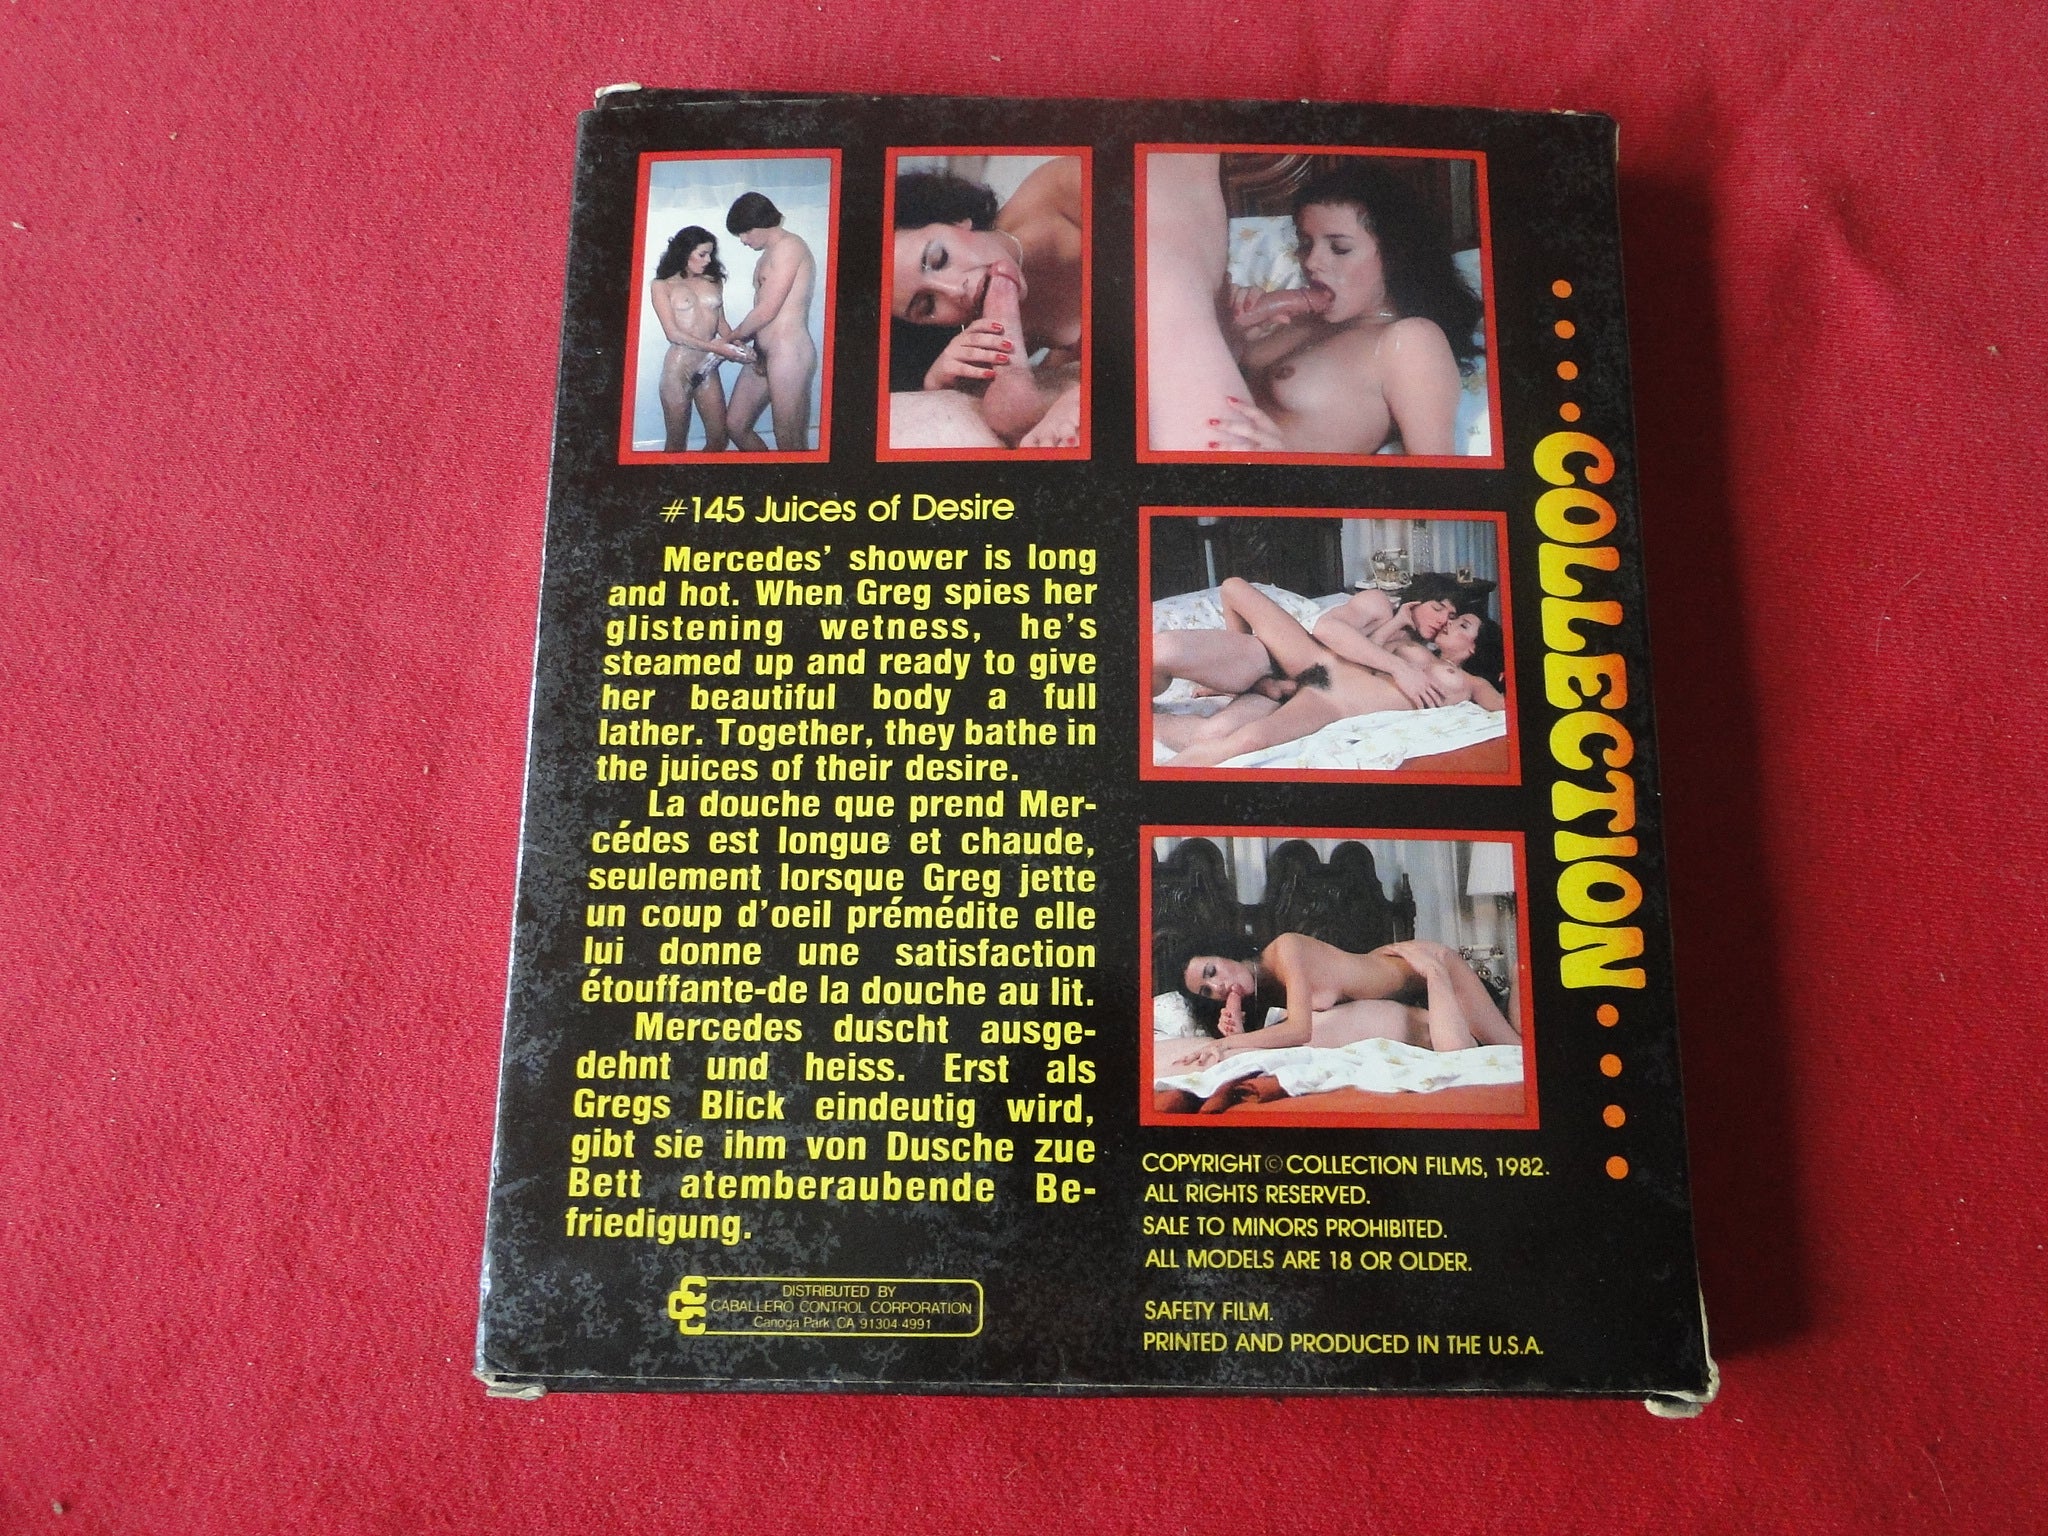 #145 Juices of Desire
Mercedes' shower is long
and hot. When Greg spies her
glistening wetness, he's
steamed up and ready to give
her beautiful body a full
lather. Together, they bathe in
the juices of their desire.
La douche que prend Mer-
cédes est longue et chaude,
seulement lorsque Greg jette
un coup d'oeil prémédite elle
lui donne une satisfaction
étouffante-de la douche au lit.
Mercedes duscht ausge-
dehnt und heiss. Erst als
Gregs Blick eindeutig wird,
gibt sie ihm von Dusche zue
Bett atemberaubende Be-
friedigung.
CCC
DISTRIBUTED BY
CABALLERO CONTROL CORPORATION
Canoga Park, CA 91304-4991
COPYRIGHT © COLLECTION FILMS, 1982.
ALL RIGHTS RESERVED.
SALE TO MINORS PROHIBITED.
ALL MODELS ARE 18 OR OLDER.
SAFETY FILM.
PRINTED AND PRODUCED IN THE U.S.A.
....COLLECTION....